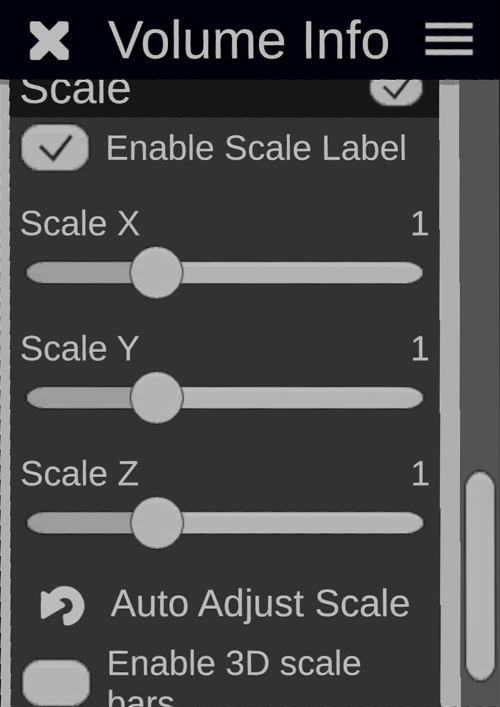 Volume Info
Scale
Enable Scale Label
Scale X 1
Scale Y 1
Scale Z 1
Auto Adjust Scale
Enable 3D scale
bars